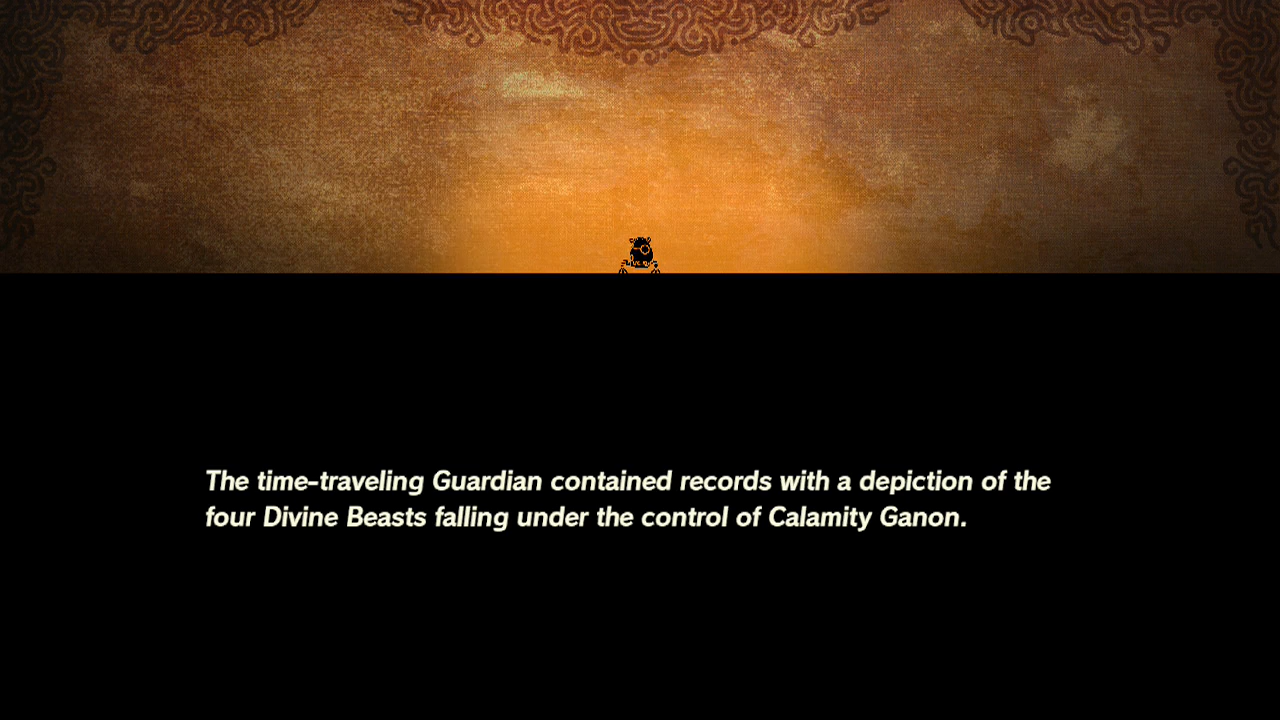 The time-traveling Guardian contained records with a depiction of the
four Divine Beasts falling under the control of Calamity Ganon.